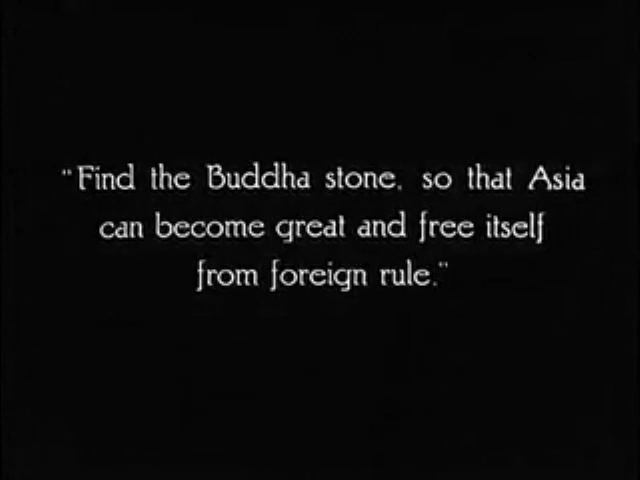 "Find the Buddha stone, so that Asia
can become great and free itself
from foreign rule."